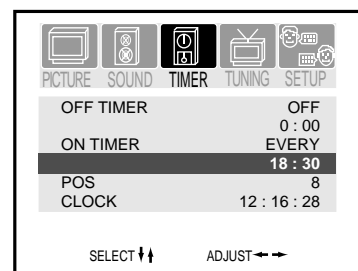 PICTURE SOUND TIMER TUNING SETUP
OFF TIMER OFF
0 : 00
ON TIMER EVERY
18 : 30
POS 8
CLOCK 12 : 16 : 28
SELECT ADJUST